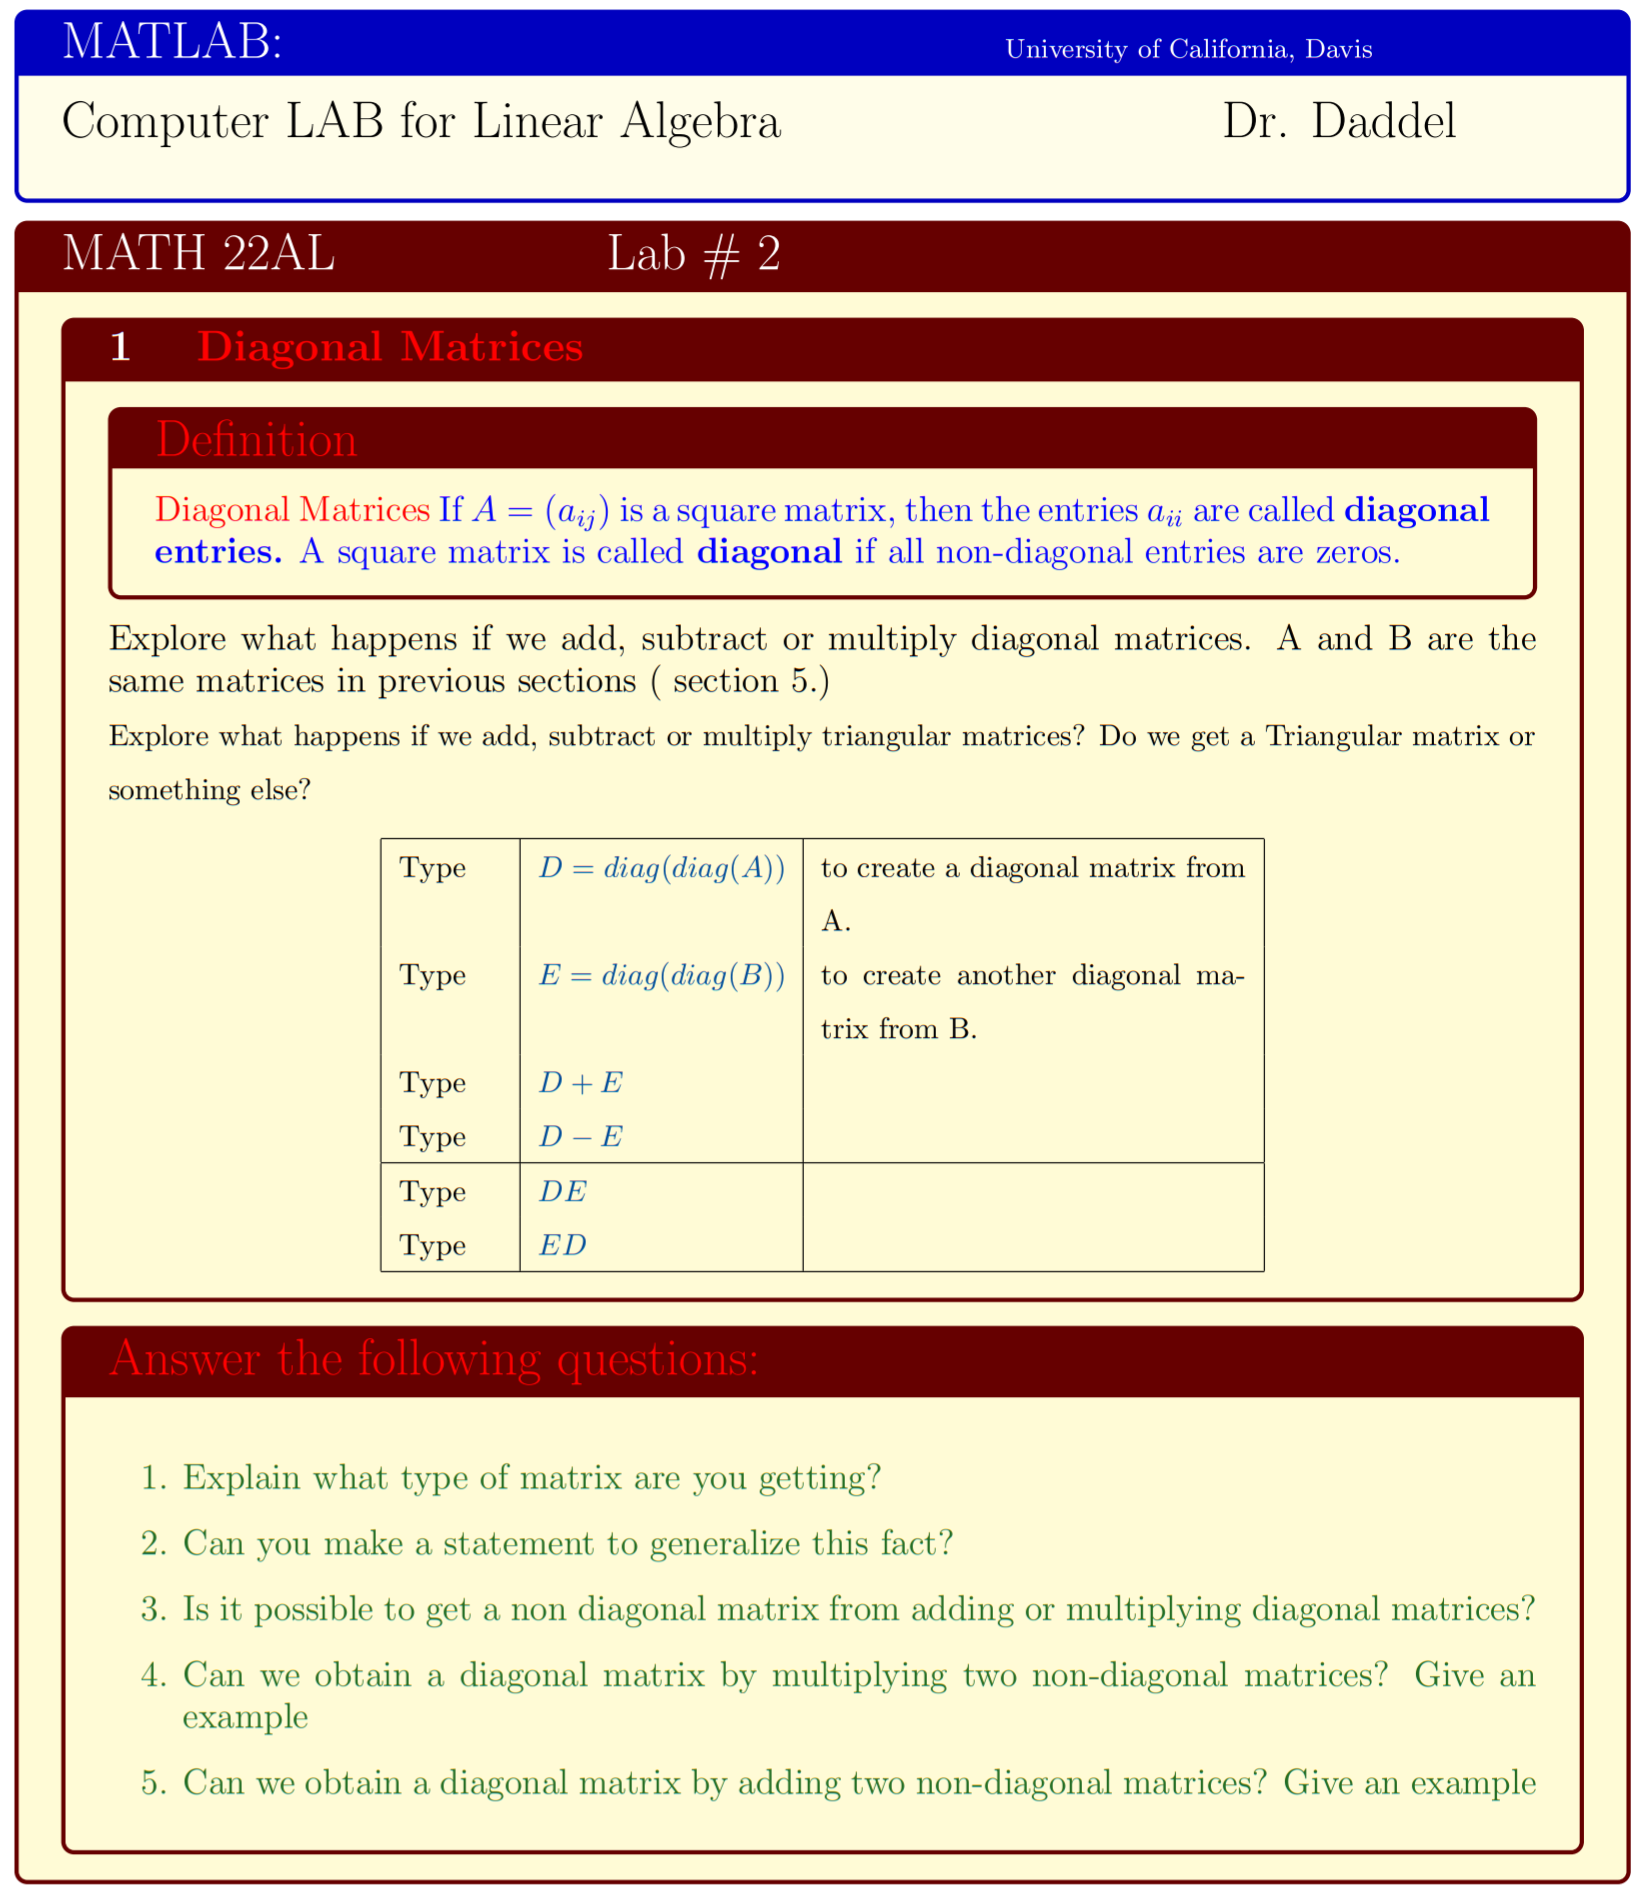 MATLAB: University of California, Davis
Computer LAB for Linear Algebra Dr. Daddel
MATH 22AL Lab # 2
1 Diagonal Matrices
Definition
Diagonal Matrices If A = (a_{ij}) is a square matrix, then the entries a_{ii} are called diagonal
entries. A square matrix is called diagonal if all non-diagonal entries are zeros.
Explore what happens if we add, subtract or multiply diagonal matrices. A and B are the
same matrices in previous sections ( section 5.)
Explore what happens if we add, subtract or multiply triangular matrices? Do we get a Triangular matrix or
something else?
Type D = diag(diag(A)) to create a diagonal matrix from
A.
Type E = diag(diag(B)) to create another diagonal ma-
trix from B.
Type D + E
Type D − E
Type DE
Type ED
Answer the following questions:
1. Explain what type of matrix are you getting?
2. Can you make a statement to generalize this fact?
3. Is it possible to get a non diagonal matrix from adding or multiplying diagonal matrices?
4. Can we obtain a diagonal matrix by multiplying two non-diagonal matrices? Give an
example
5. Can we obtain a diagonal matrix by adding two non-diagonal matrices? Give an example